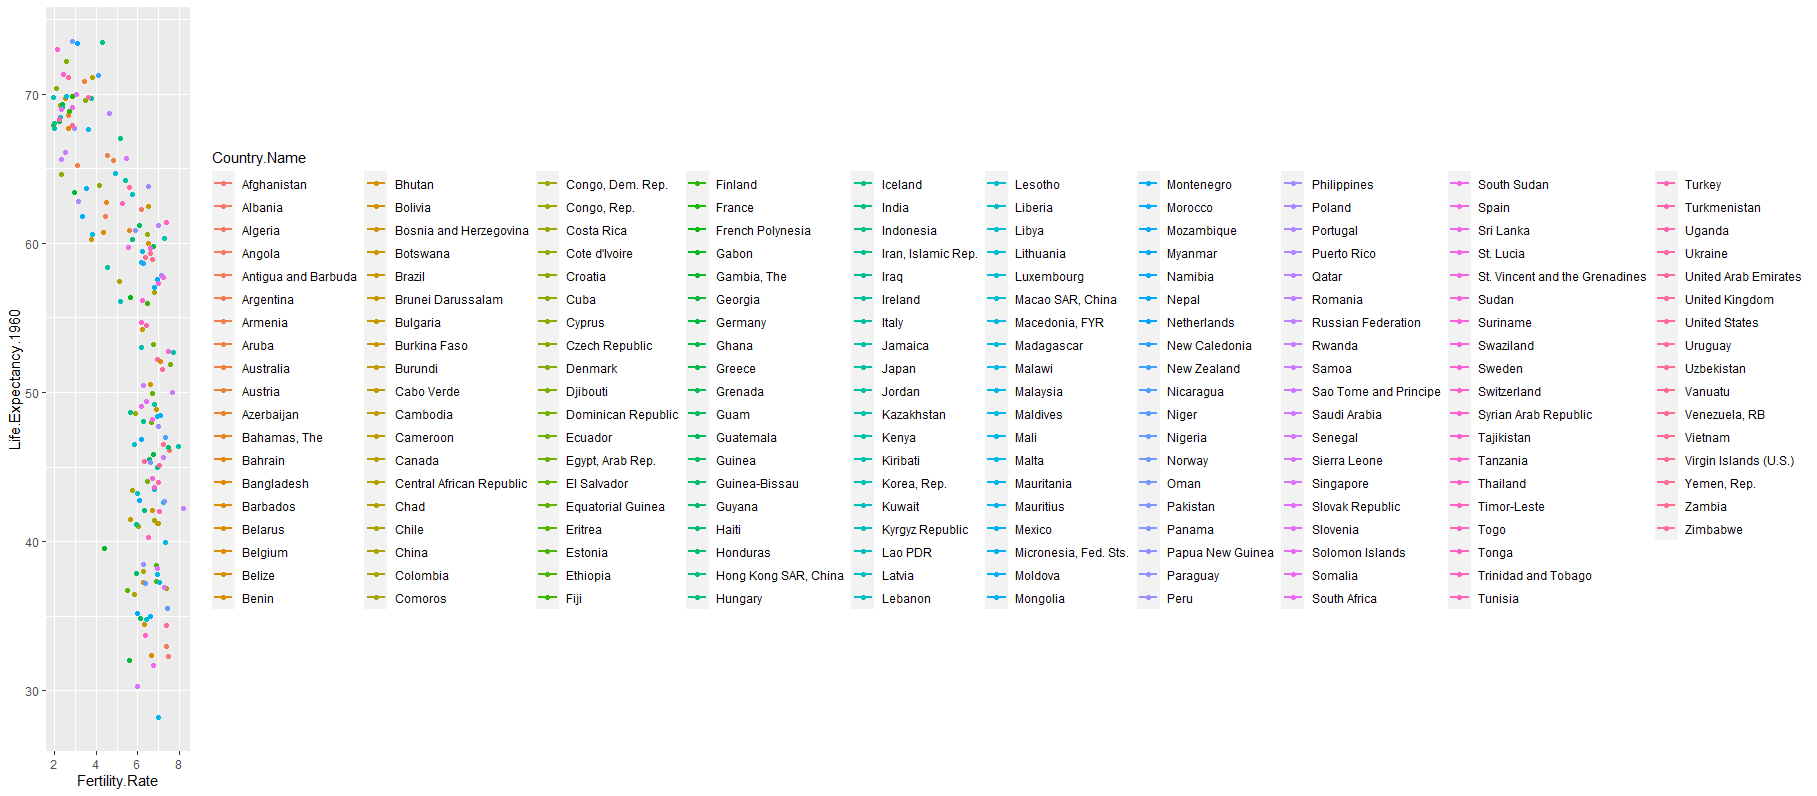 Life.Expectancy.1960
70
60
50
40
30
2 4 6 8
Fertility.Rate
Country.Name
Afghanistan
Albania
Algeria
Angola
Antigua and Barbuda
Argentina
Armenia
Aruba
Australia
Austria
Azerbaijan
Bahamas, The
Bahrain
Bangladesh
Barbados
Belarus
Belgium
Belize
Benin
Bhutan
Bolivia
Bosnia and Herzegovina
Botswana
Brazil
Brunei Darussalam
Bulgaria
Burkina Faso
Burundi
Cabo Verde
Cambodia
Cameroon
Canada
Central African Republic
Chad
Chile
China
Colombia
Comoros
Congo, Dem. Rep.
Congo, Rep.
Costa Rica
Cote d'Ivoire
Croatia
Cuba
Cyprus
Czech Republic
Denmark
Djibouti
Dominican Republic
Ecuador
Egypt, Arab Rep.
El Salvador
Equatorial Guinea
Eritrea
Estonia
Ethiopia
Fiji
Finland
France
French Polynesia
Gabon
Gambia, The
Georgia
Germany
Ghana
Greece
Grenada
Guam
Guatemala
Guinea
Guinea-Bissau
Guyana
Haiti
Honduras
Hong Kong SAR, China
Hungary
Iceland
India
Indonesia
Iran, Islamic Rep.
Iraq
Ireland
Italy
Jamaica
Japan
Jordan
Kazakhstan
Kenya
Kiribati
Korea, Rep.
Kuwait
Kyrgyz Republic
Lao PDR
Latvia
Lebanon
Lesotho
Liberia
Libya
Lithuania
Luxembourg
Macao SAR, China
Macedonia, FYR
Madagascar
Malawi
Malaysia
Maldives
Mali
Malta
Mauritania
Mauritius
Mexico
Micronesia, Fed. Sts.
Moldova
Mongolia
Montenegro
Morocco
Mozambique
Myanmar
Namibia
Nepal
Netherlands
New Caledonia
New Zealand
Nicaragua
Niger
Nigeria
Norway
Oman
Pakistan
Panama
Papua New Guinea
Paraguay
Peru
Philippines
Poland
Portugal
Puerto Rico
Qatar
Romania
Russian Federation
Rwanda
Samoa
Sao Tome and Principe
Saudi Arabia
Senegal
Sierra Leone
Singapore
Slovak Republic
Slovenia
Solomon Islands
Somalia
South Africa
South Sudan
Spain
Sri Lanka
St. Lucia
St. Vincent and the Grenadines
Sudan
Suriname
Swaziland
Sweden
Switzerland
Syrian Arab Republic
Tajikistan
Tanzania
Thailand
Timor-Leste
Togo
Tonga
Trinidad and Tobago
Tunisia
Turkey
Turkmenistan
Uganda
Ukraine
United Arab Emirates
United Kingdom
United States
Uruguay
Uzbekistan
Vanuatu
Venezuela, RB
Vietnam
Virgin Islands (U.S.)
Yemen, Rep.
Zambia
Zimbabwe